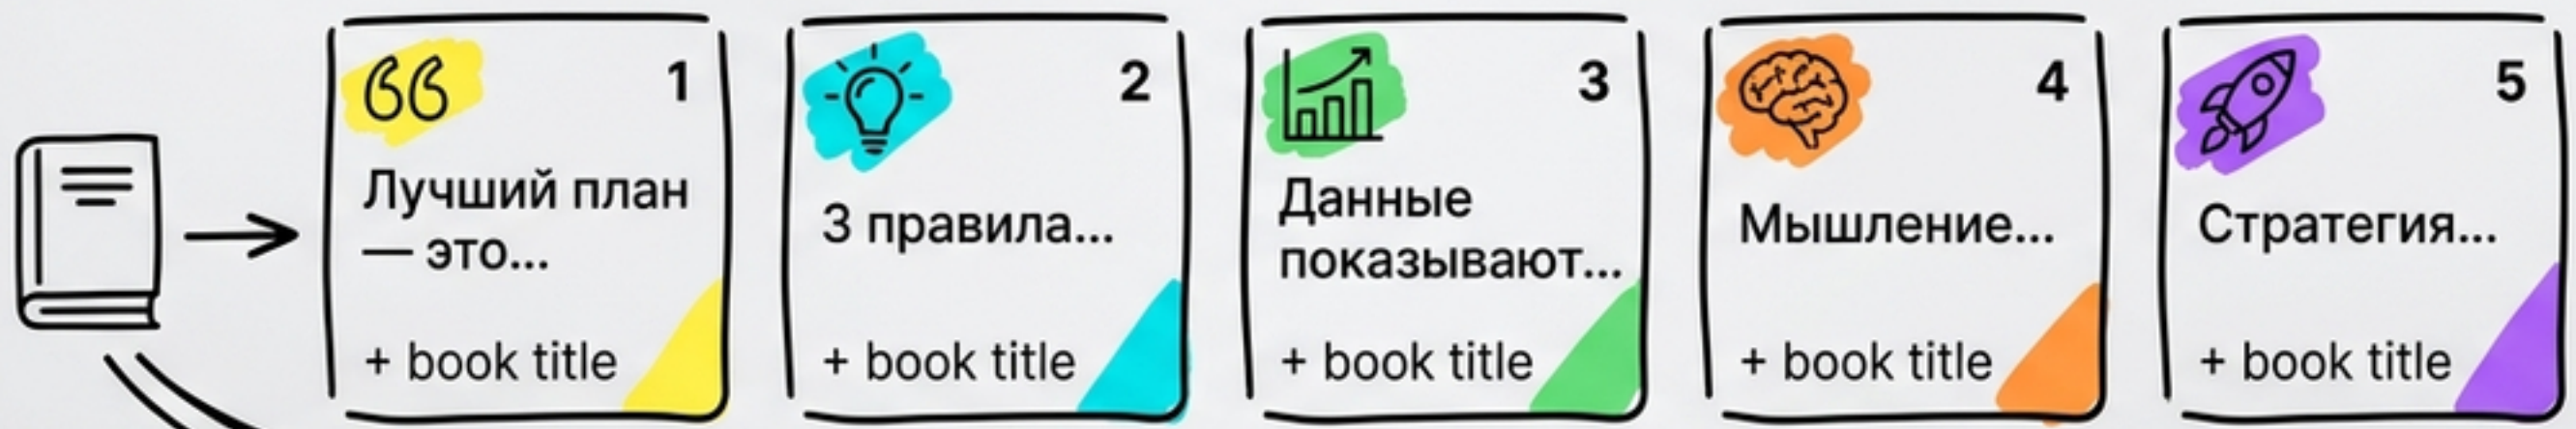 1
Лучший план
— это...
+ book title
2
3 правила...
+ book title
3
Данные
показывают...
+ book title
4
Мышление...
+ book title
5
Стратегия...
+ book title